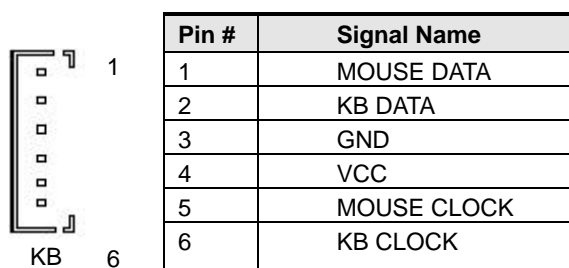 Pin # Signal Name
1 MOUSE DATA
2 KB DATA
3 GND
4 VCC
5 MOUSE CLOCK
6 KB CLOCK
1
KB 6